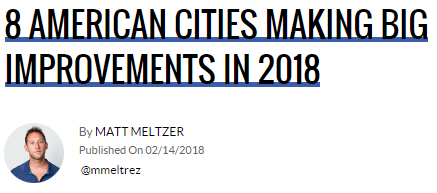 8 AMERICAN CITIES MAKING BIG
IMPROVEMENTS IN 2018
By MATT MELTZER
Published On 02/14/2018
@mmeltrez